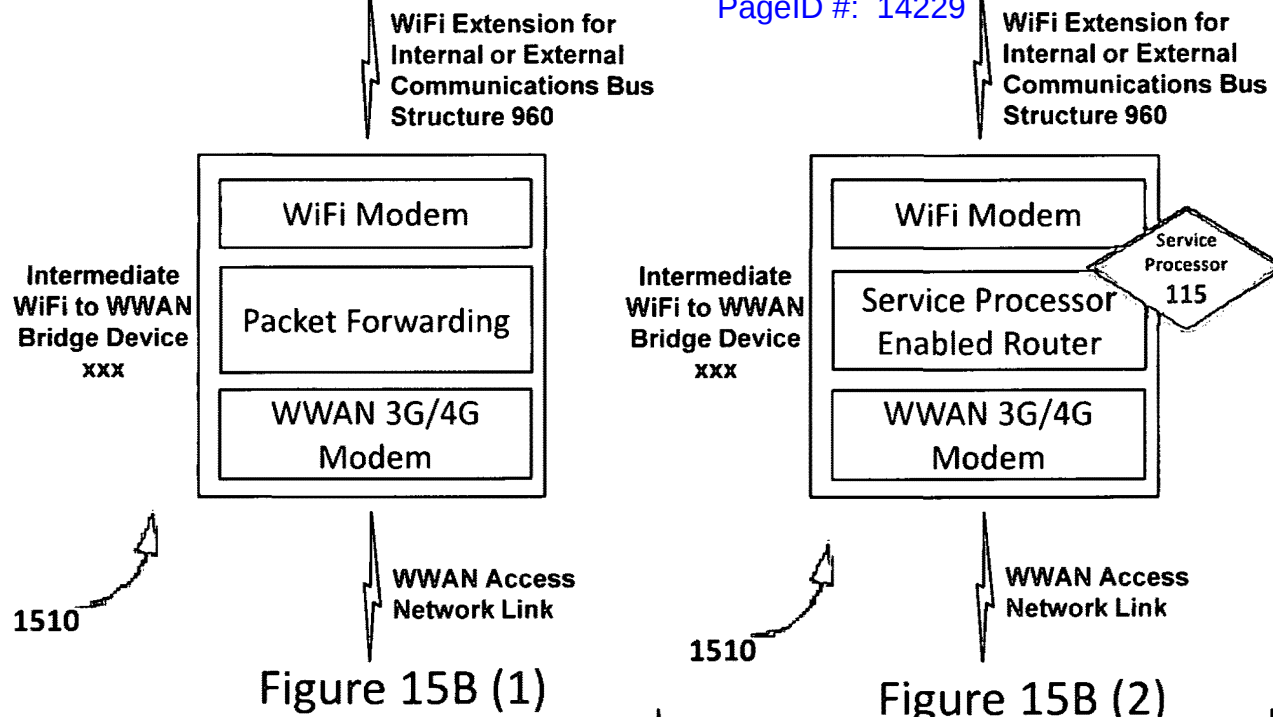 PageID #: 14229
WiFi Extension for
Internal or External
Communications Bus
Structure 960
WiFi Modem
Intermediate
WiFi to WWAN
Bridge Device
xxx
Packet Forwarding
WWAN 3G/4G
Modem
WWAN Access
Network Link
1510
Figure 15B (1)
WiFi Extension for
Internal or External
Communications Bus
Structure 960
WiFi Modem
Service
Processor
115
Intermediate
WiFi to WWAN
Bridge Device
xxx
Service Processor
Enabled Router
WWAN 3G/4G
Modem
WWAN Access
Network Link
1510
Figure 15B (2)